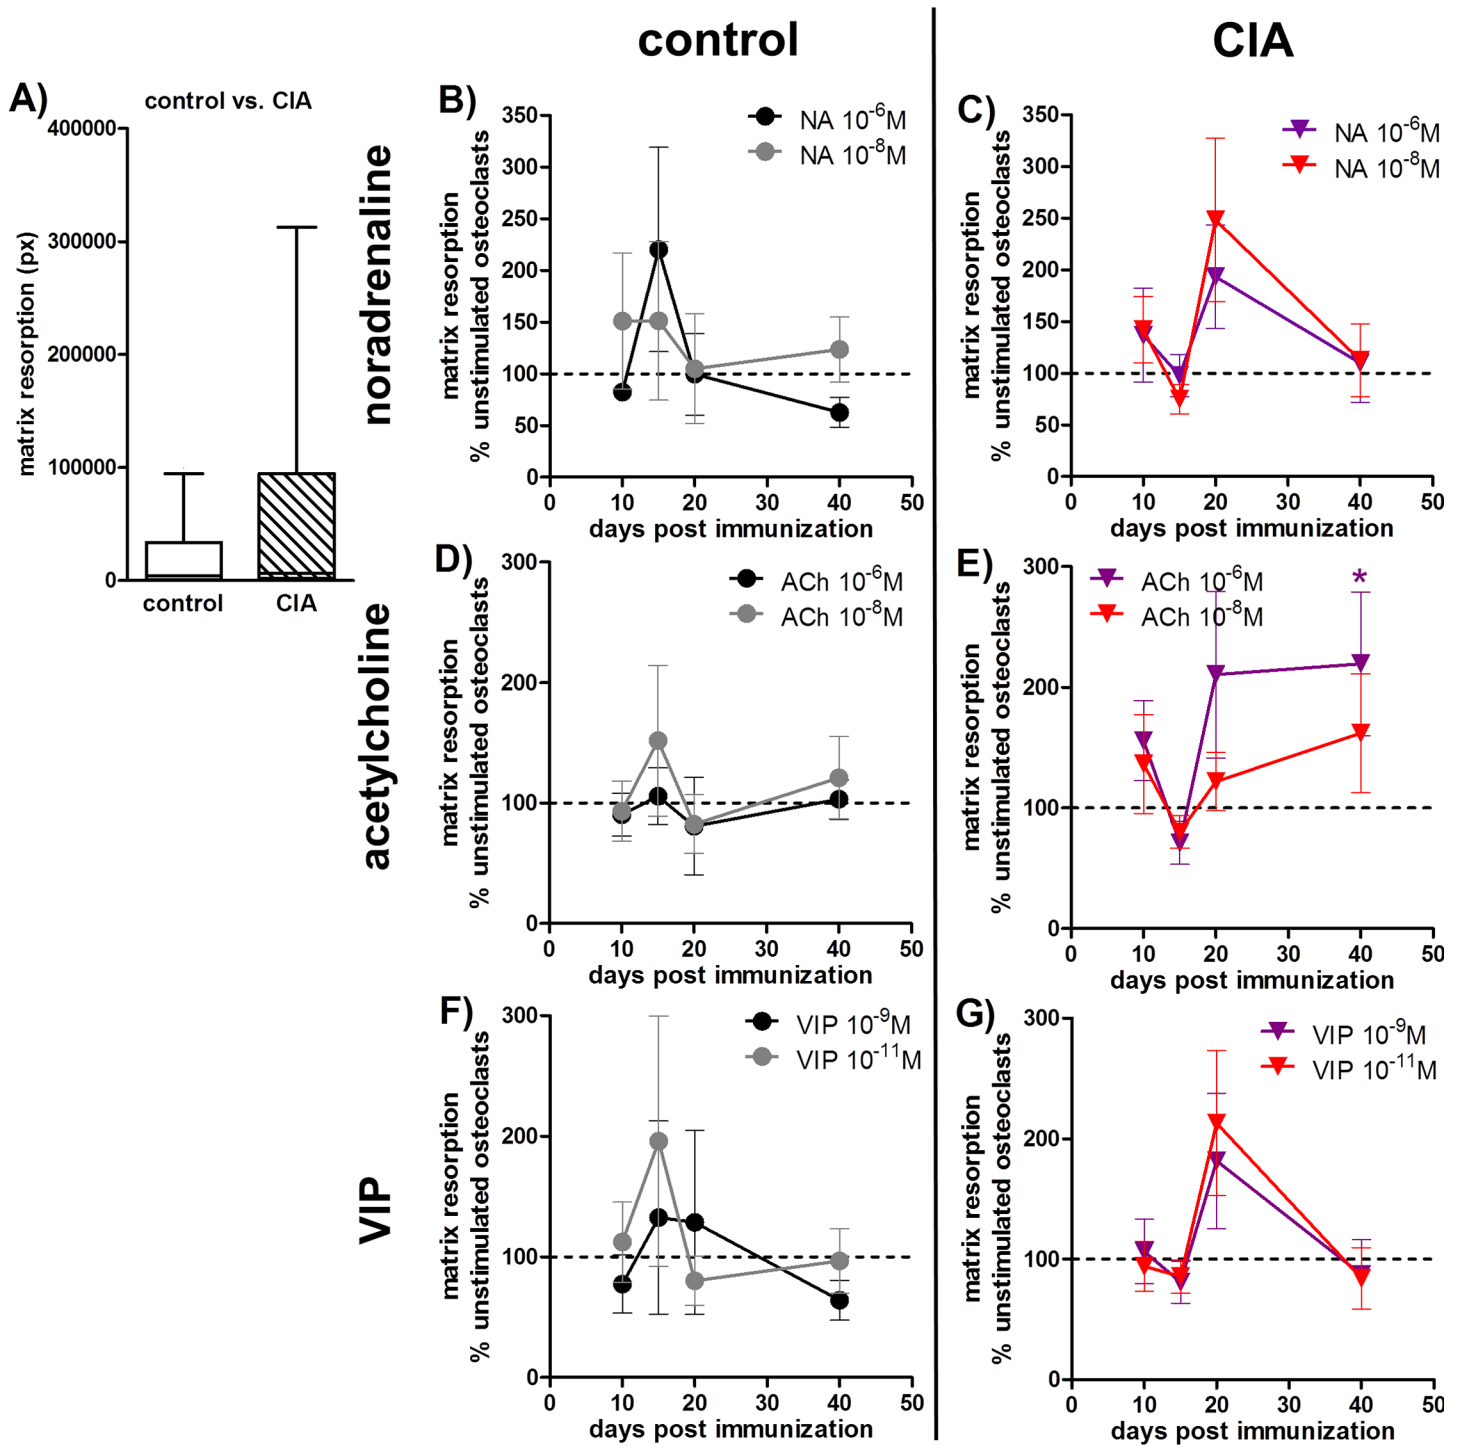 control
CIA
A)
control vs. CIA
matrix resorption (px)
400000
300000
200000
100000
0
control
CIA
noradrenaline
B)
matrix resorption
% unstimulated osteoclasts
350
300
250
200
150
100
50
0
NA 10⁻⁶M
NA 10⁻⁸M
0 10 20 30 40 50
days post immunization
C)
matrix resorption
% unstimulated osteoclasts
350
300
250
200
150
100
50
0
NA 10⁻⁶M
NA 10⁻⁸M
0 10 20 30 40 50
days post immunization
acetylcholine
D)
matrix resorption
% unstimulated osteoclasts
300
200
100
0
ACh 10⁻⁶M
ACh 10⁻⁸M
0 10 20 30 40 50
days post immunization
E)
matrix resorption
% unstimulated osteoclasts
300
200
100
0
ACh 10⁻⁶M
ACh 10⁻⁸M
*
0 10 20 30 40 50
days post immunization
VIP
F)
matrix resorption
% unstimulated osteoclasts
300
200
100
0
VIP 10⁻⁹M
VIP 10⁻¹¹M
0 10 20 30 40 50
days post immunization
G)
matrix resorption
% unstimulated osteoclasts
300
200
100
0
VIP 10⁻⁹M
VIP 10⁻¹¹M
0 10 20 30 40 50
days post immunization